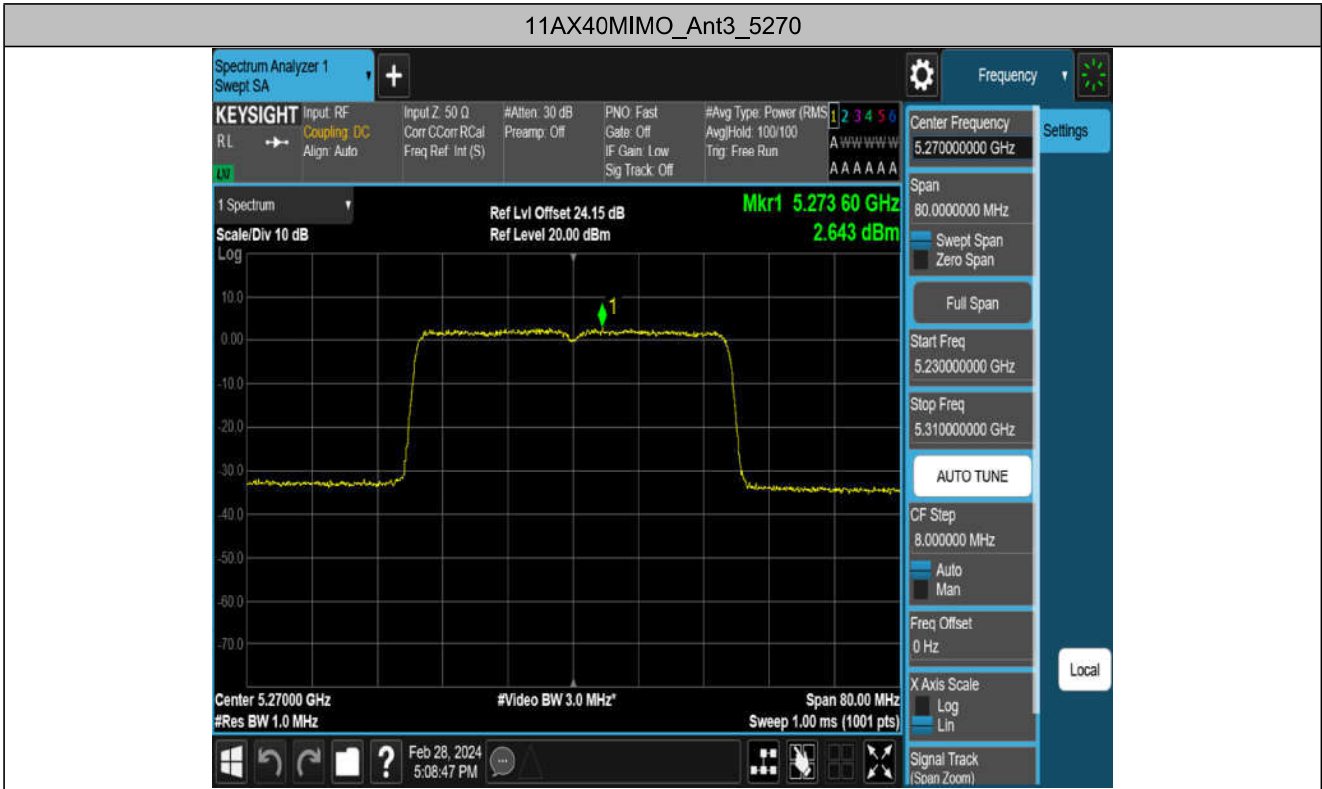 11AX40MIMO_Ant3_5270
Spectrum Analyzer 1
Swept SA
+
Frequency
KEYSIGHT
RL
LXI
Input: RF
Coupling: DC
Align: Auto
Input Z: 50 Ω
Corr CCorr RCal
Freq Ref: Int (S)
#Atten: 30 dB
Preamp: Off
PNO: Fast
Gate: Off
IF Gain: Low
Sig Track: Off
#Avg Type: Power (RMS
Avg|Hold: 100/100
Trig: Free Run
1 2 3 4 5 6
A W W W W W
A A A A A A
1 Spectrum
Scale/Div 10 dB
Log
Ref Lvl Offset 24.15 dB
Ref Level 20.00 dBm
Mkr1 5.273 60 GHz
2.643 dBm
1
10.0
0.00
-10.0
-20.0
-30.0
-40.0
-50.0
-60.0
-70.0
Center 5.27000 GHz
#Res BW 1.0 MHz
#Video BW 3.0 MHz*
Span 80.00 MHz
Sweep 1.00 ms (1001 pts)
?
Feb 28, 2024
5:08:47 PM
Center Frequency
5.270000000 GHz
Span
80.0000000 MHz
Swept Span
Zero Span
Full Span
Start Freq
5.230000000 GHz
Stop Freq
5.310000000 GHz
AUTO TUNE
CF Step
8.000000 MHz
Auto
Man
Freq Offset
0 Hz
X Axis Scale
Log
Lin
Signal Track
(Span Zoom)
Settings
Local